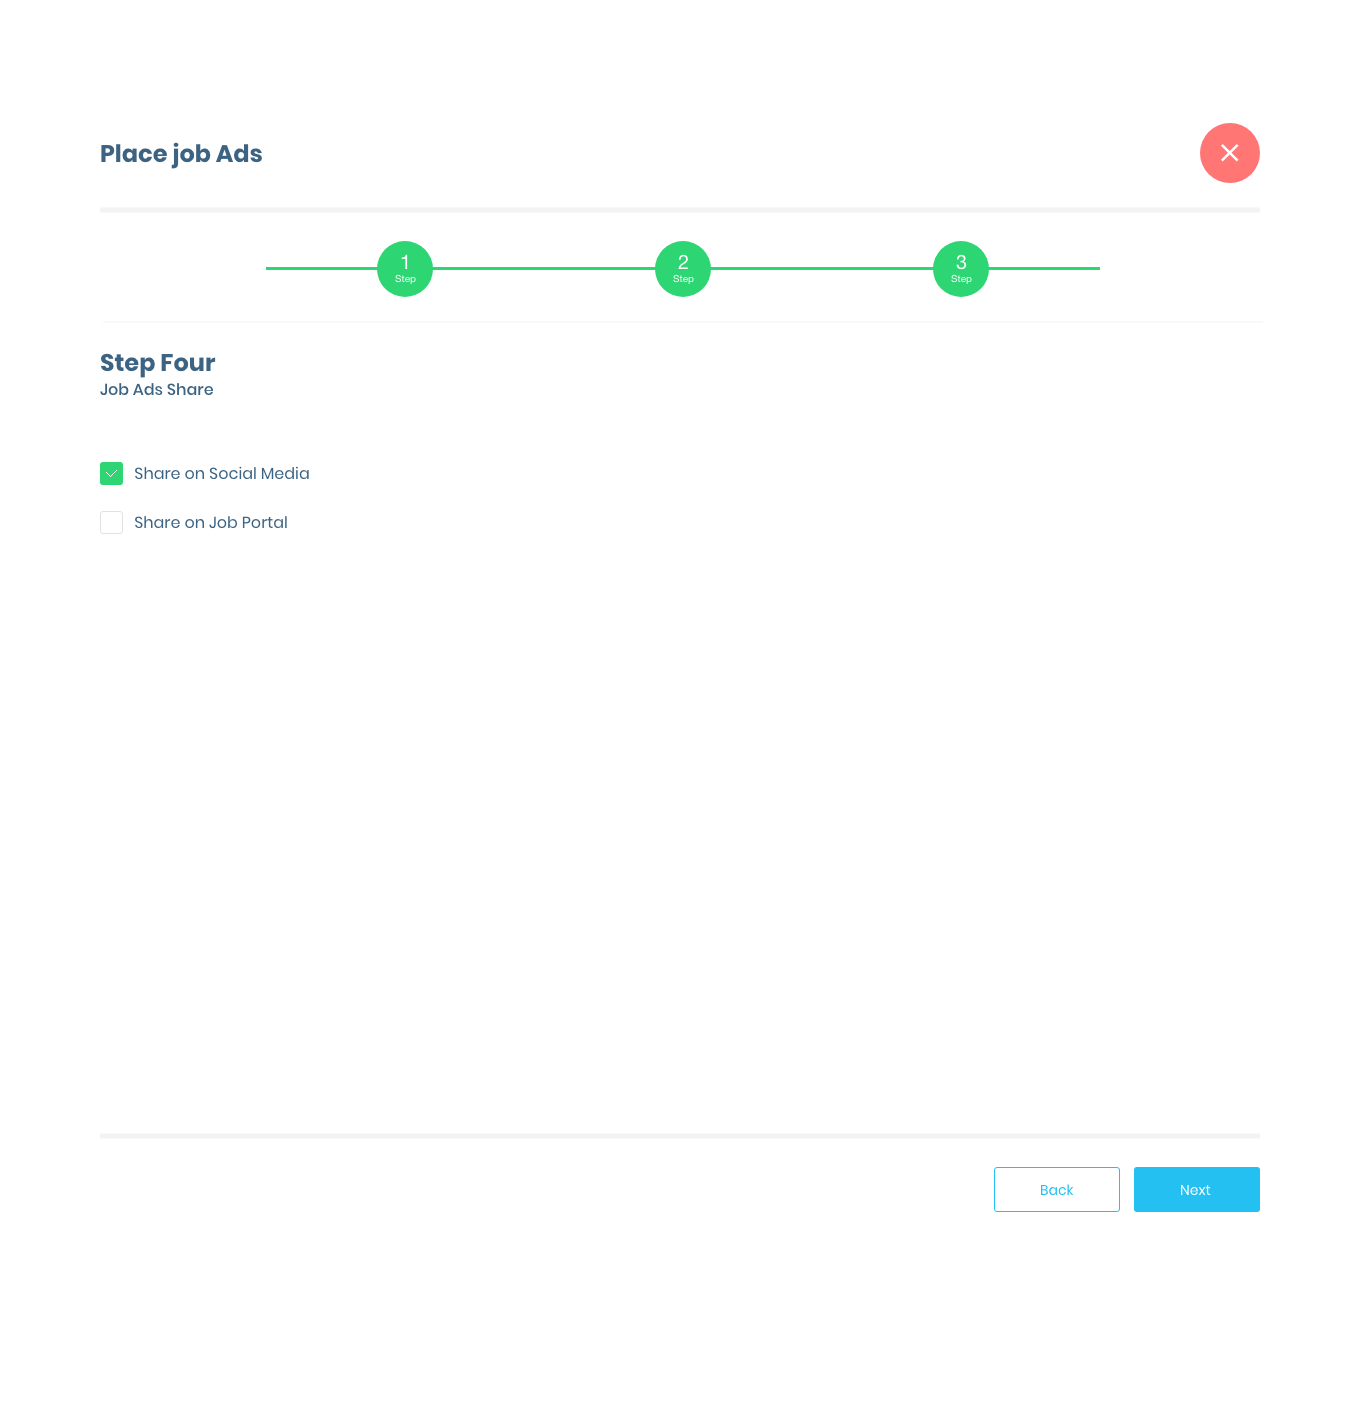 Place job Ads
1
Step
2
Step
3
Step
Step Four
Job Ads Share
Share on Social Media
Share on Job Portal
Back
Next